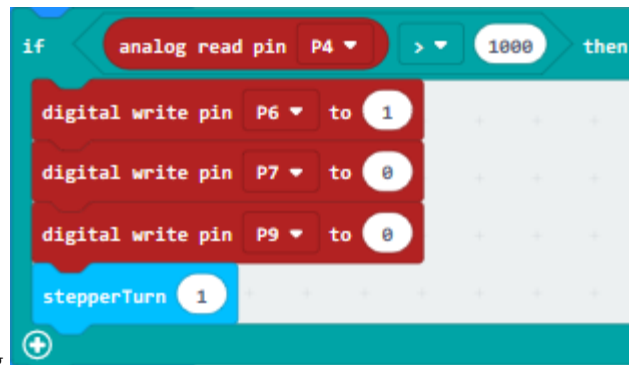 if analog read pin P4 > 1000 then
digital write pin P6 to 1
digital write pin P7 to 0
digital write pin P9 to 0
stepperTurn 1